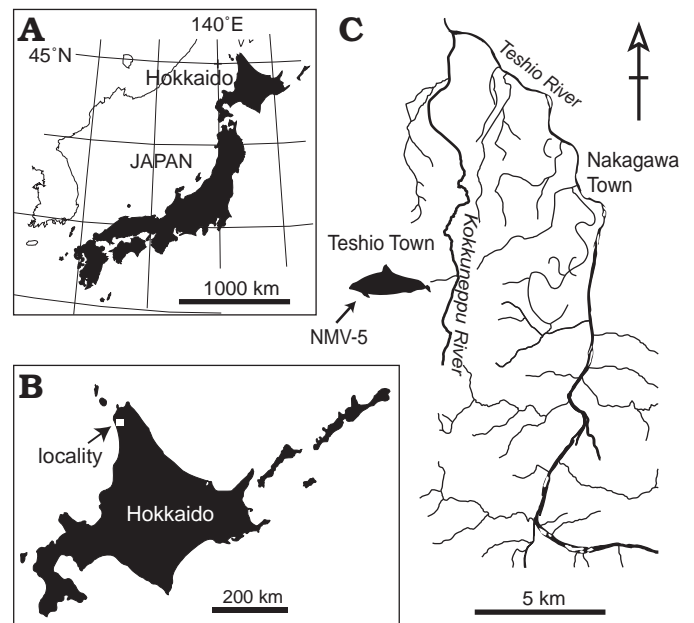 A
140˚E
45˚N
Hokkaido
JAPAN
1000 km
B
locality
Hokkaido
200 km
C
Teshio River
Nakagawa
Town
Kokkuneppu River
Teshio Town
NMV-5
5 km